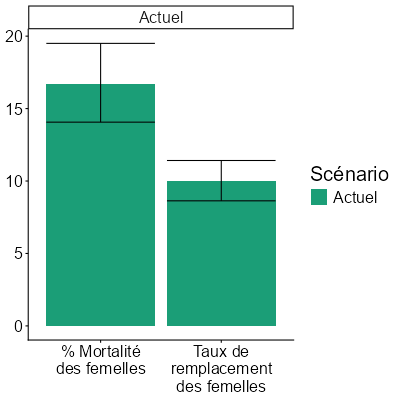 Actuel
20
15
10
5
0
% Mortalité
des femelles
Taux de
remplacement
des femelles
Scénario
Actuel